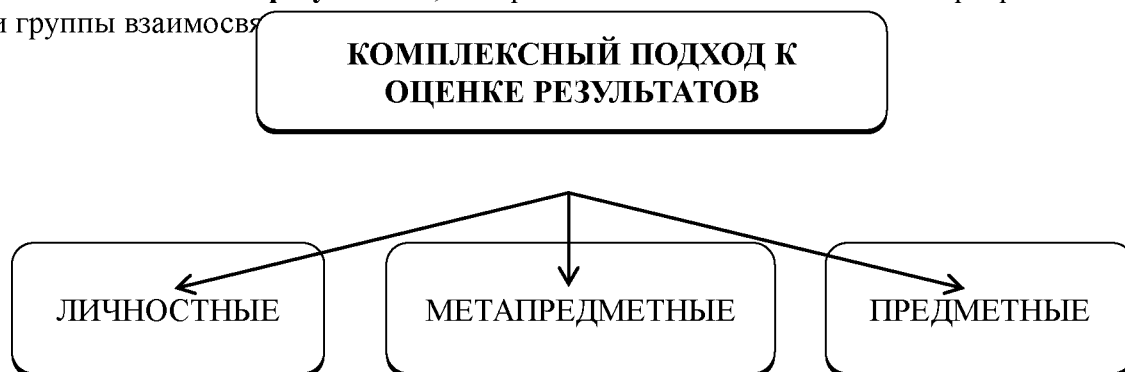 и группы взаимосвя
КОМПЛЕКСНЫЙ ПОДХОД К
ОЦЕНКЕ РЕЗУЛЬТАТОВ
ЛИЧНОСТНЫЕ
МЕТАПРЕДМЕТНЫЕ
ПРЕДМЕТНЫЕ